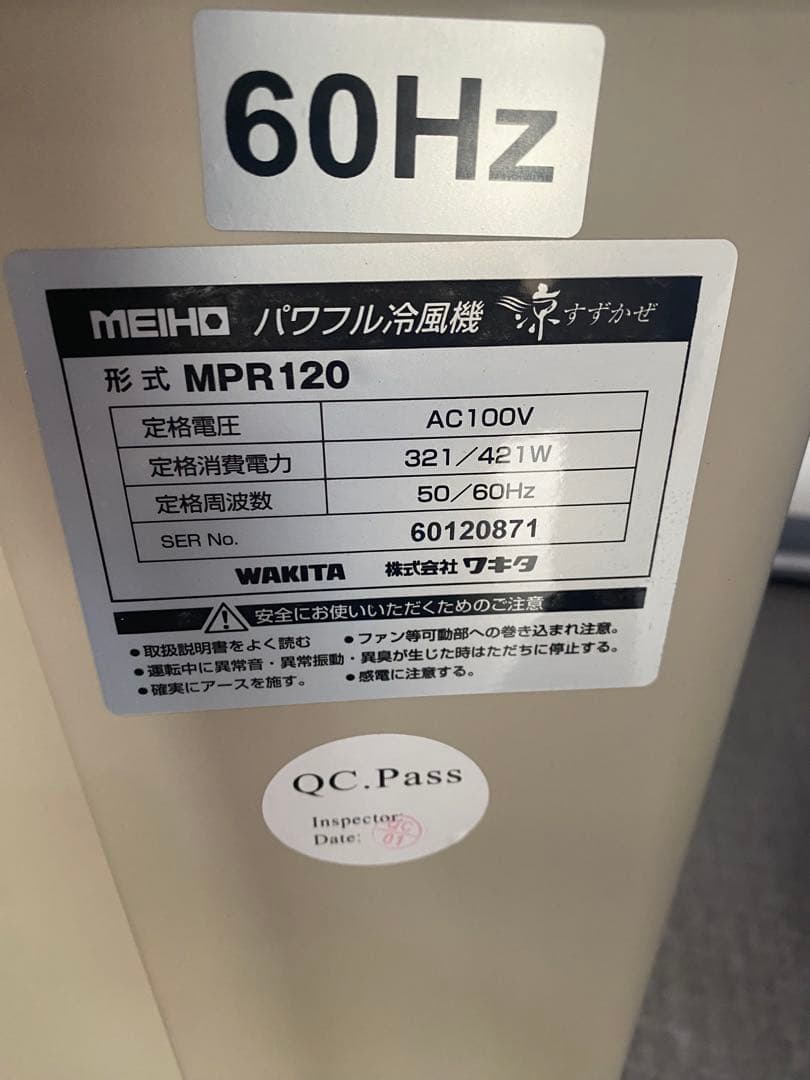 60Hz
MEIHO パワフル冷風機 涼すずかぜ
形式 MPR120
定格電圧 AC100V
定格消費電力 321／421W
定格周波数 50／60Hz
SER No. 60120871
WAKITA 株式会社ワキタ
安全にお使いいただくためのご注意
●取扱説明書をよく読む ●ファン等可動部への巻き込まれ注意。
●運転中に異常音・異常振動・異臭が生じた時はただちに停止する。
●確実にアースを施す。 ●感電に注意する。
QC.Pass
Inspector:
Date:
QC
01